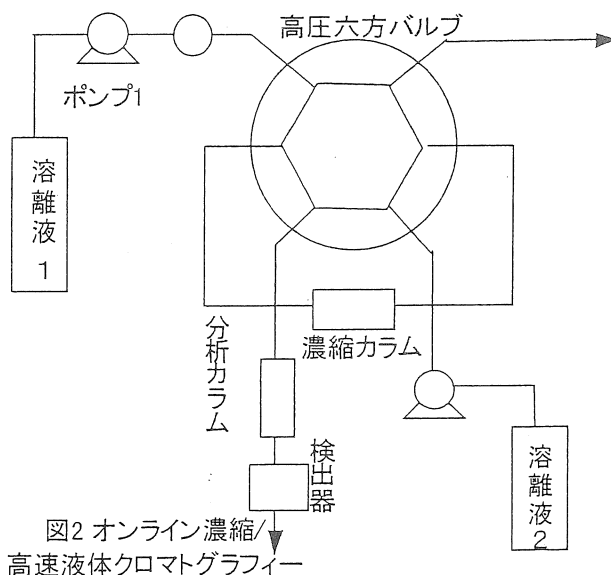 高圧六方バルブ
ポンプ1
溶離液1
分析カラム
濃縮カラム
検出器
溶離液2
図2 オンライン濃縮/
高速液体クロマトグラフィー